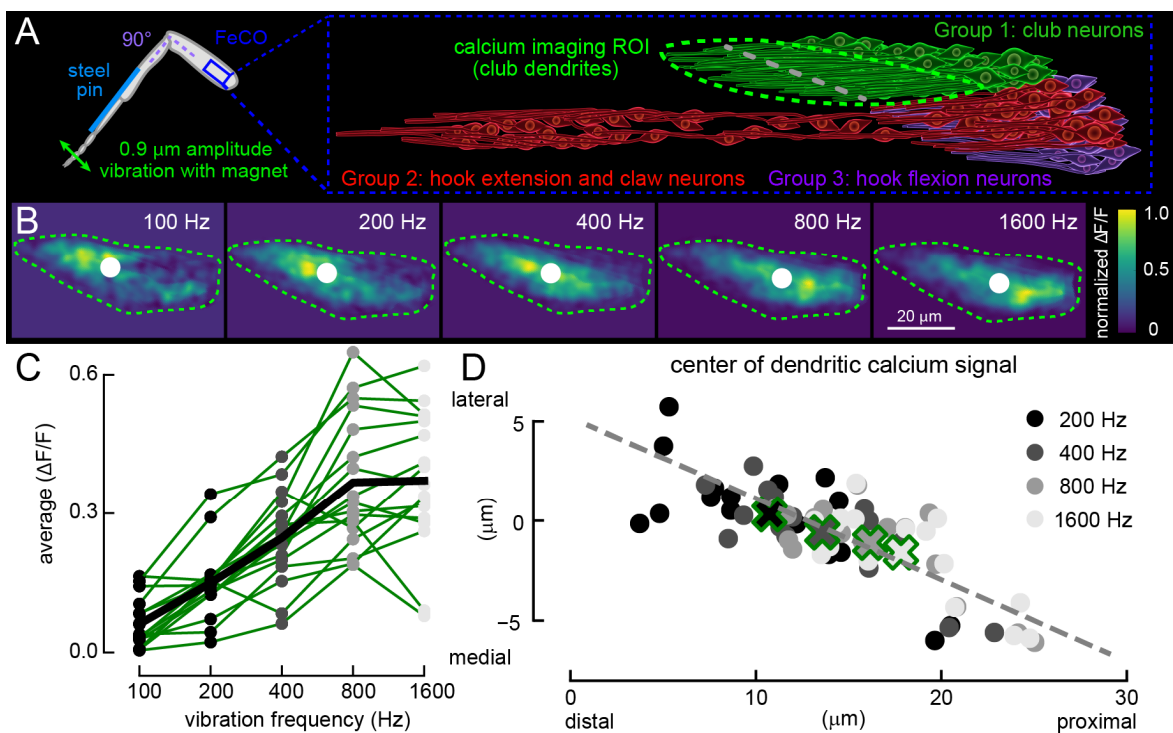 A
90°
FeCO
steel
pin
0.9 µm amplitude
vibration with magnet
calcium imaging ROI
(club dendrites)
Group 1: club neurons
Group 2: hook extension and claw neurons
Group 3: hook flexion neurons
B
100 Hz
200 Hz
400 Hz
800 Hz
1600 Hz
20 µm
1.0
0.5
0
normalized ΔF/F
C
0.6
0.3
0.0
average (ΔF/F)
100 200 400 800 1600
vibration frequency (Hz)
D
center of dendritic calcium signal
lateral
5
0
−5
(µm)
medial
200 Hz
400 Hz
800 Hz
1600 Hz
0 10 20 30
distal (µm) proximal